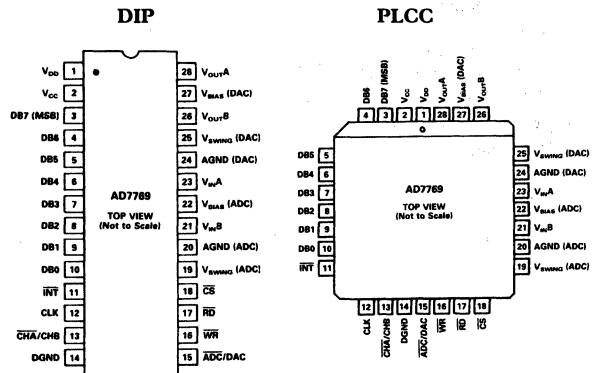 DIP
PLCC
V_DD 1
V_CC 2
DB7 (MSB) 3
DB6 4
DB5 5
DB4 6
DB3 7
DB2 8
DB1 9
DB0 10
INT 11
CLK 12
CHA/CHB 13
DGND 14
AD7769
TOP VIEW
(Not to Scale)
28 V_OUTA
27 V_BIAS (DAC)
26 V_OUTB
25 V_SWING (DAC)
24 AGND (DAC)
23 V_INA
22 V_BIAS (ADC)
21 V_INB
20 AGND (ADC)
19 V_SWING (ADC)
18 CS
17 RD
16 WR
15 ADC/DAC
DB6
DB7 (MSB)
V_CC
V_DD
V_OUTA
V_BIAS (DAC)
V_OUTB
4 3 2 1 28 27 26
DB5 5
DB4 6
DB3 7
DB2 8
DB1 9
DB0 10
INT 11
AD7769
TOP VIEW
(Not to Scale)
25 V_SWING (DAC)
24 AGND (DAC)
23 V_INA
22 V_BIAS (ADC)
21 V_INB
20 AGND (ADC)
19 V_SWING (ADC)
12 13 14 15 16 17 18
CLK
CHA/CHB
DGND
ADC/DAC
WR
RD
CS